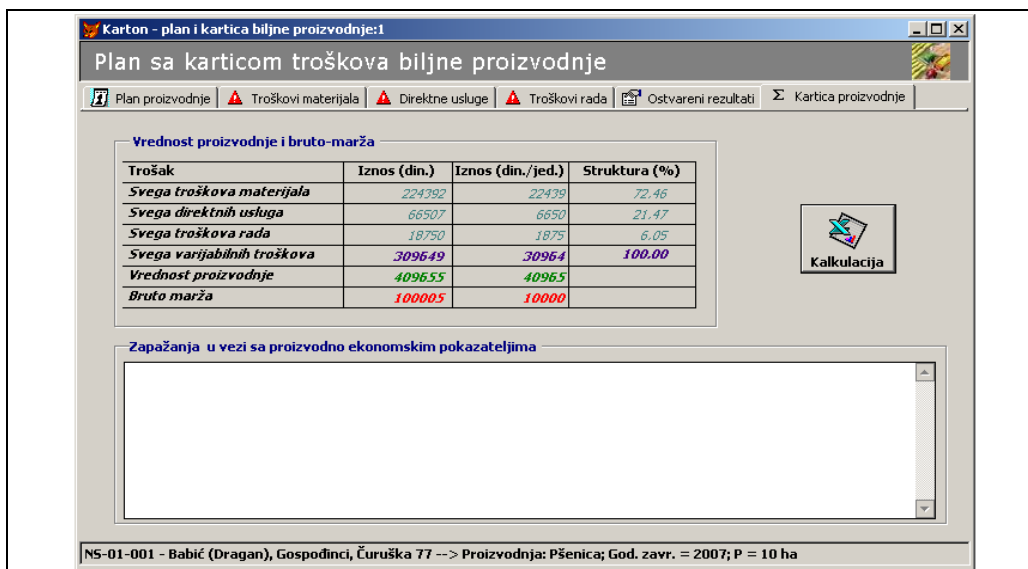 Karton - plan i kartica biljne proizvodnje:1
Plan sa karticom troškova biljne proizvodnje
Plan proizvodnje Troškovi materijala Direktne usluge Troškovi rada Ostvareni rezultati Σ Kartica proizvodnje
Vrednost proizvodnje i bruto-marža
Trošak Iznos (din.) Iznos (din./jed.) Struktura (%)
Svega troškova materijala 224392 22439 72.46
Svega direktnih usluga 66507 6650 21.47
Svega troškova rada 18750 1875 6.05
Svega varijabilnih troškova 309649 30964 100.00
Vrednost proizvodnje 409655 40965
Bruto marža 100005 10000
Kalkulacija
Zapažanja u vezi sa proizvodno ekonomskim pokazateljima
NS-01-001 - Babić (Dragan), Gospođinci, Čuruška 77 --> Proizvodnja: Pšenica; God. zavr. = 2007; P = 10 ha